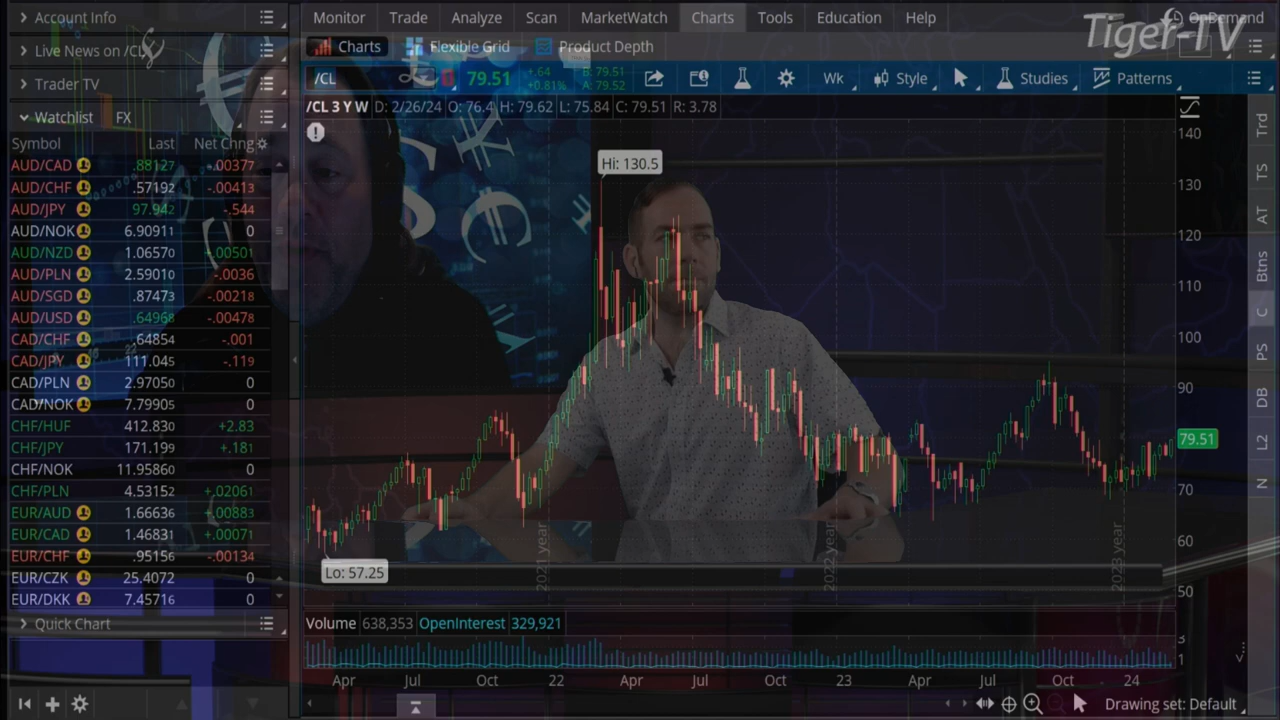 Account Info
Live News on /CL
Trader TV
Watchlist FX
Symbol Last Net Chng
AUD/CAD .88127 -.00377
AUD/CHF .57192 -.00413
AUD/JPY 97.942 -.544
AUD/NOK 6.90911 0
AUD/NZD 1.06570 +.00501
AUD/PLN 2.59010 -.0036
AUD/SGD .87473 -.00218
AUD/USD .64968 -.00478
CAD/CHF .64854 -.001
CAD/JPY 111.045 -.119
CAD/PLN 2.97050 0
CAD/NOK 7.79905 0
CHF/HUF 412.830 +2.83
CHF/JPY 171.199 +.181
CHF/NOK 11.95860 0
CHF/PLN 4.53152 +.02061
EUR/AUD 1.66636 +.00883
EUR/CAD 1.46831 +.00071
EUR/CHF .95156 -.00134
EUR/CZK 25.4072 0
EUR/DKK 7.45716 0
Quick Chart
Monitor Trade Analyze Scan MarketWatch Charts Tools Education Help
OnDemand
Tiger-TV
Charts Flexible Grid Product Depth
/CL 79.51 +.64 +0.81% B: 79.51 A: 79.52 Wk Style Studies Patterns
/CL 3 Y W D: 2/26/24 O: 76.4 H: 79.62 L: 75.84 C: 79.51 R: 3.78
Hi: 130.5
Lo: 57.25
140
130
120
110
100
90
79.51
70
60
50
2021 year
2022 year
2023 year
Volume 638,353 OpenInterest 329,921
3
1
Apr Jul Oct 22 Apr Jul Oct 23 Apr Jul Oct 24
Drawing set: Default
Trd
TS
AT
Btns
C
PS
DB
L2
N